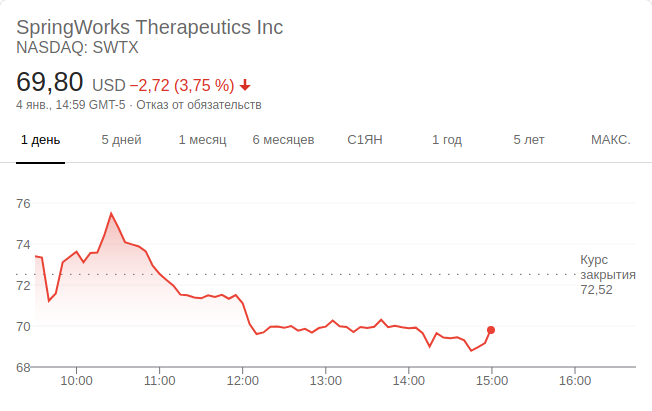 SpringWorks Therapeutics Inc
NASDAQ: SWTX
69,80 USD −2,72 (3,75 %)
4 янв., 14:59 GMT-5 · Отказ от обязательств
1 день 5 дней 1 месяц 6 месяцев С1ЯН 1 год 5 лет МАКС.
76
74
Курс
закрытия
72,52
72
70
68
10:00 11:00 12:00 13:00 14:00 15:00 16:00